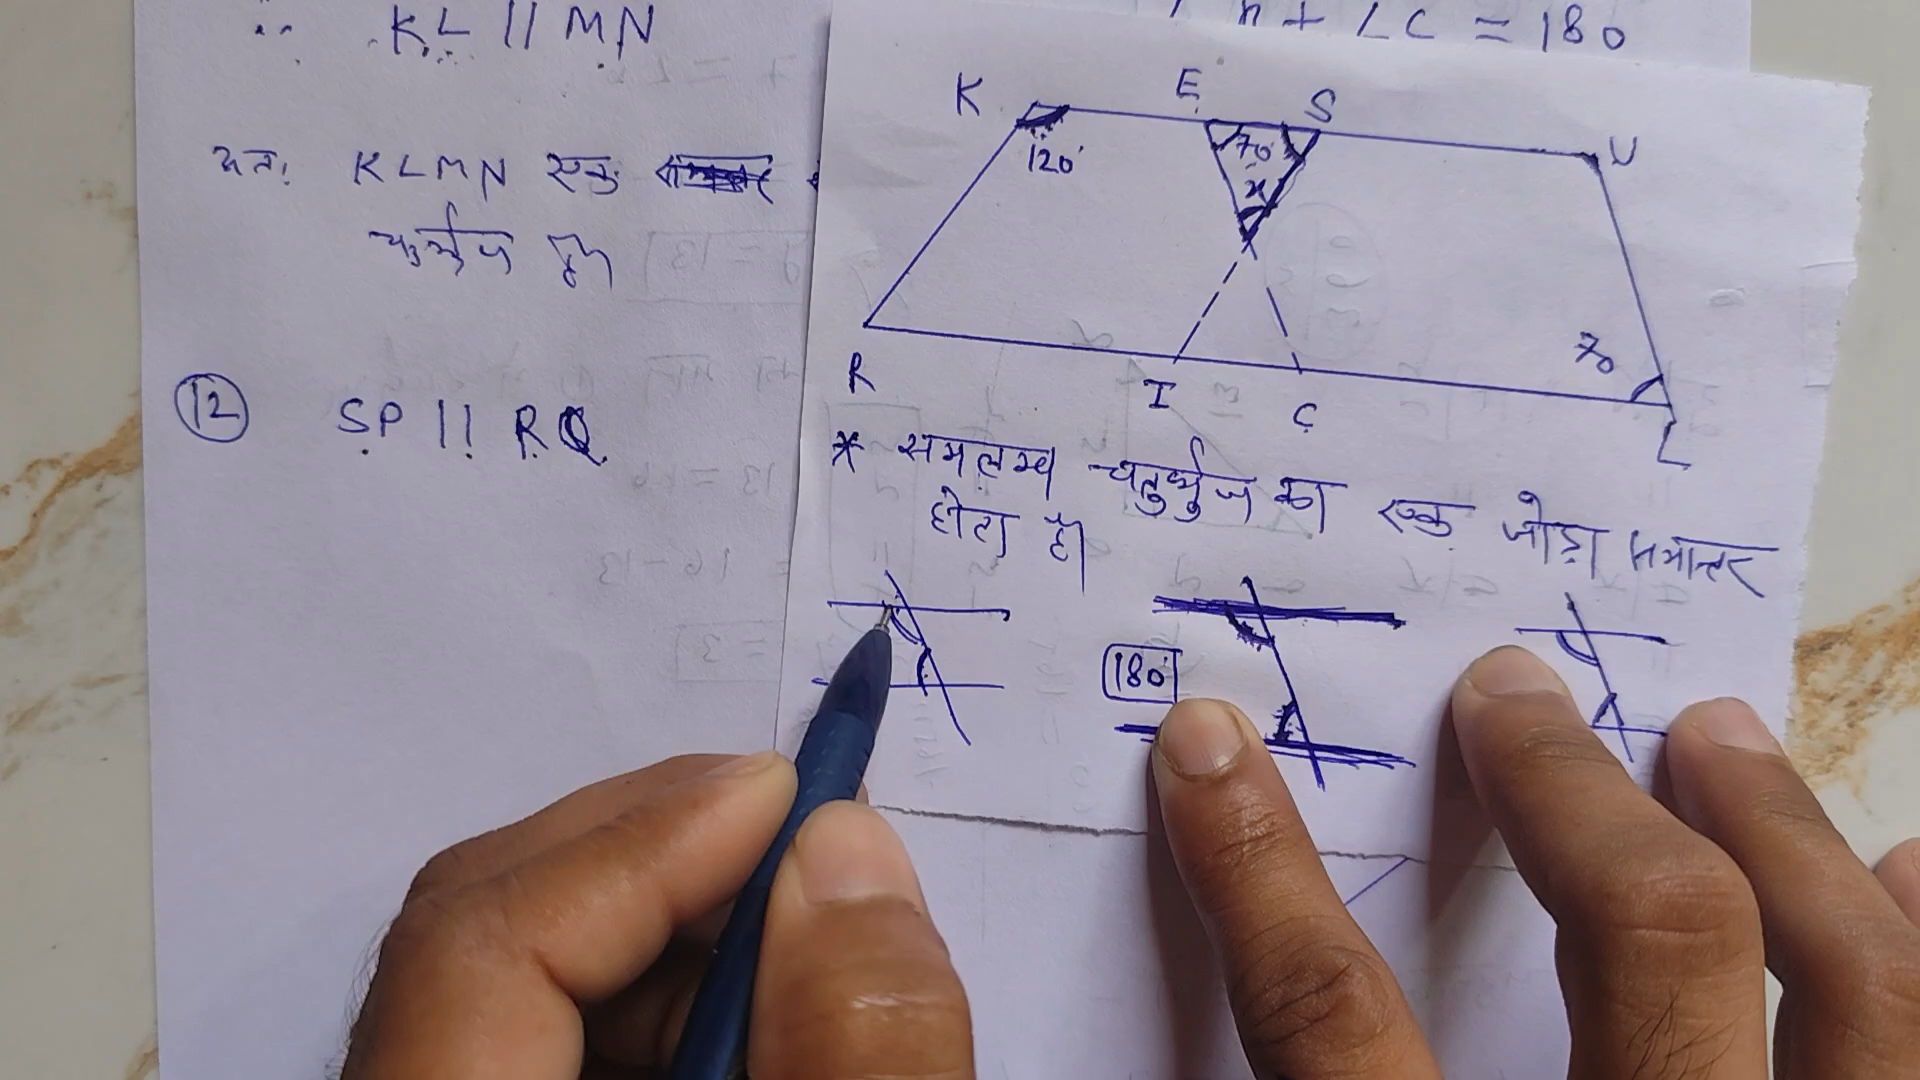 ∴ KL || MN
∠C = 180
अतः KLMN एक
चतुर्भुज है।
12 SP || RQ
K E S U
120° 70° x
70
R I C L
* समलम्ब चतुर्भुज का एक जोड़ा समान्तर
होता है।
180°